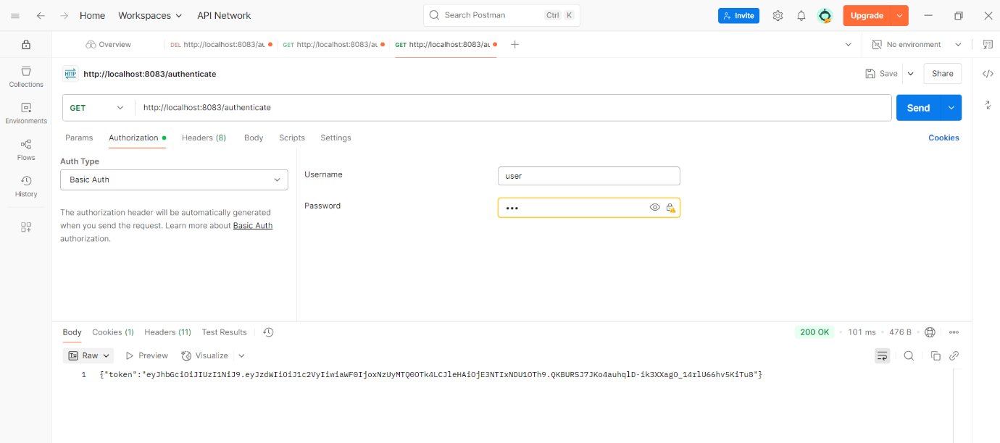 Home Workspaces API Network Search Postman Ctrl K Invite Upgrade
Overview DEL http://localhost:8083/au GET http://localhost:8083/au GET http://localhost:8083/au No environment
HTTP http://localhost:8083/authenticate Save Share
Collections
GET http://localhost:8083/authenticate Send
Environments
Params Authorization Headers (8) Body Scripts Settings Cookies
Flows
Auth Type
Basic Auth
Username user
History
Password •••
The authorization header will be automatically generated
when you send the request. Learn more about Basic Auth
authorization.
Body Cookies (1) Headers (11) Test Results 200 OK • 101 ms • 476 B •
Raw Preview Visualize
1 {"token":"eyJhbGciOiJIUzI1NiJ9.eyJzdWIiOiJ1c2VyIiwiaWF0IjoxNzUyMTQ0OTk4LCJleHAiOjE3NTIxNDU1OTh9.QKBURSJ7JKo4auhqlD-ik3XXagO_14rlU66hv5KiTu8"}